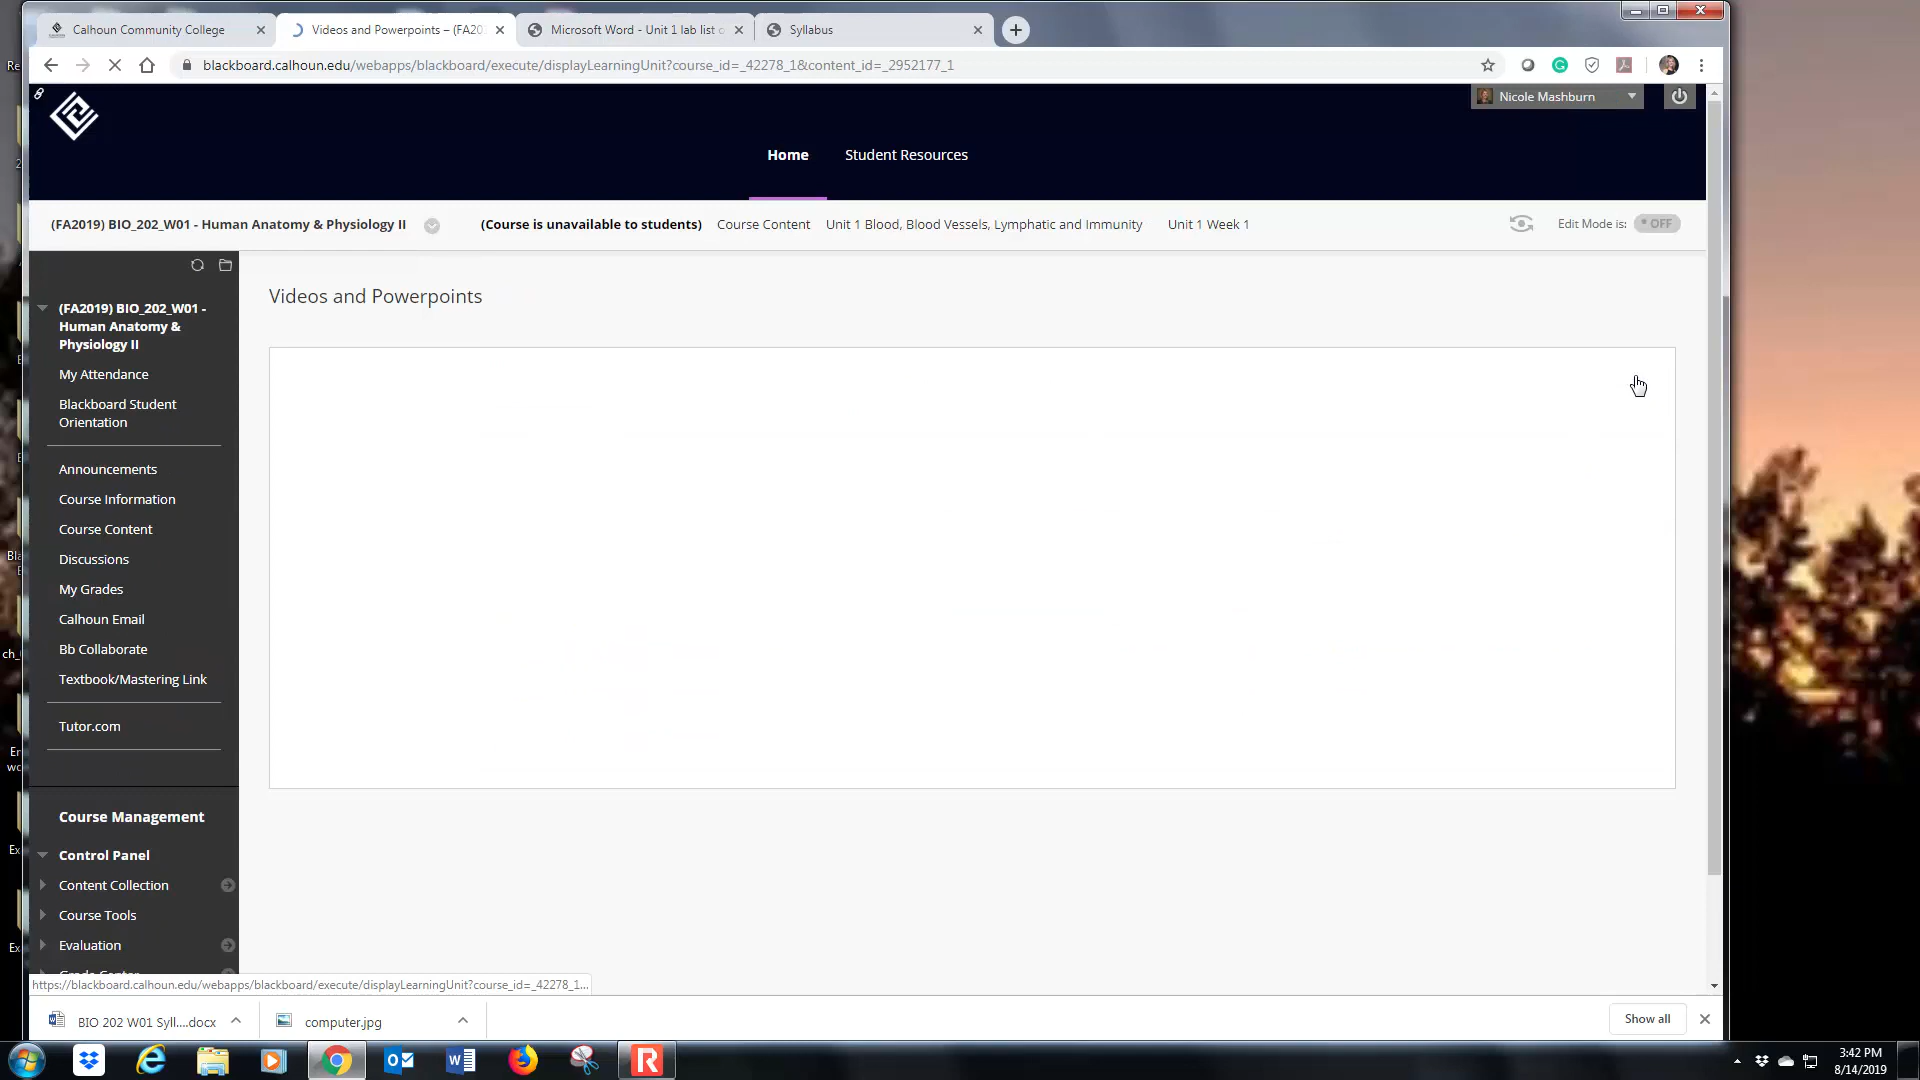 Calhoun Community College
Videos and Powerpoints – (FA20
Microsoft Word - Unit 1 lab list
Syllabus
blackboard.calhoun.edu/webapps/blackboard/execute/displayLearningUnit?course_id=_42278_1&content_id=_2952177_1
Nicole Mashburn
Home
Student Resources
(FA2019) BIO_202_W01 - Human Anatomy & Physiology II
(Course is unavailable to students)
Course Content
Unit 1 Blood, Blood Vessels, Lymphatic and Immunity
Unit 1 Week 1
Edit Mode is:
OFF
(FA2019) BIO_202_W01 -
Human Anatomy &
Physiology II
My Attendance
Blackboard Student
Orientation
Announcements
Course Information
Course Content
Discussions
My Grades
Calhoun Email
Bb Collaborate
Textbook/Mastering Link
Tutor.com
Course Management
Control Panel
Content Collection
Course Tools
Evaluation
Videos and Powerpoints
https://blackboard.calhoun.edu/webapps/blackboard/execute/displayLearningUnit?course_id=_42278_1...
BIO 202 W01 Syll....docx
computer.jpg
Show all
3:42 PM
8/14/2019